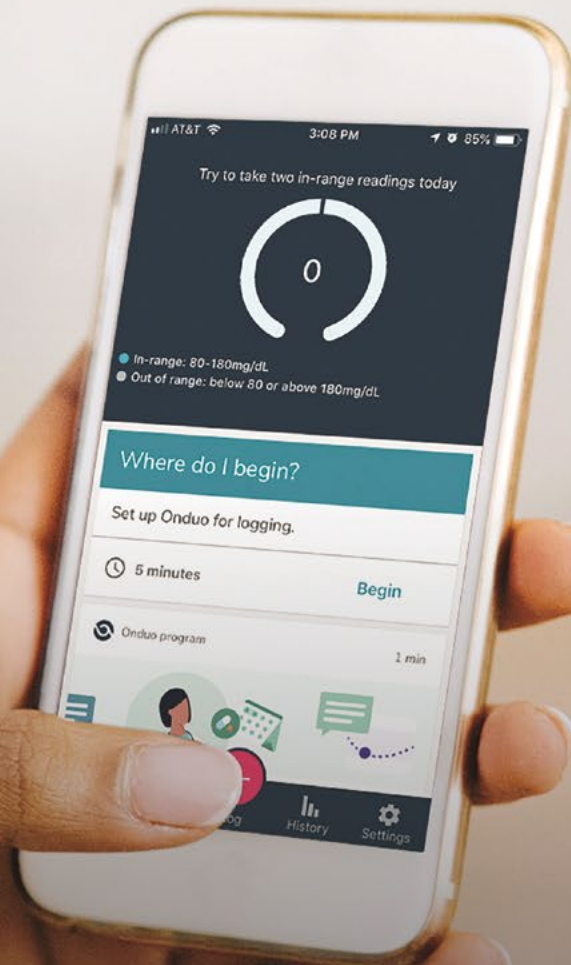 AT&T 3:08 PM 85%
Try to take two in-range readings today
0
In-range: 80-180mg/dL
Out of range: below 80 or above 180mg/dL
Where do I begin?
Set up Onduo for logging.
5 minutes Begin
Onduo program 1 min
History Settings